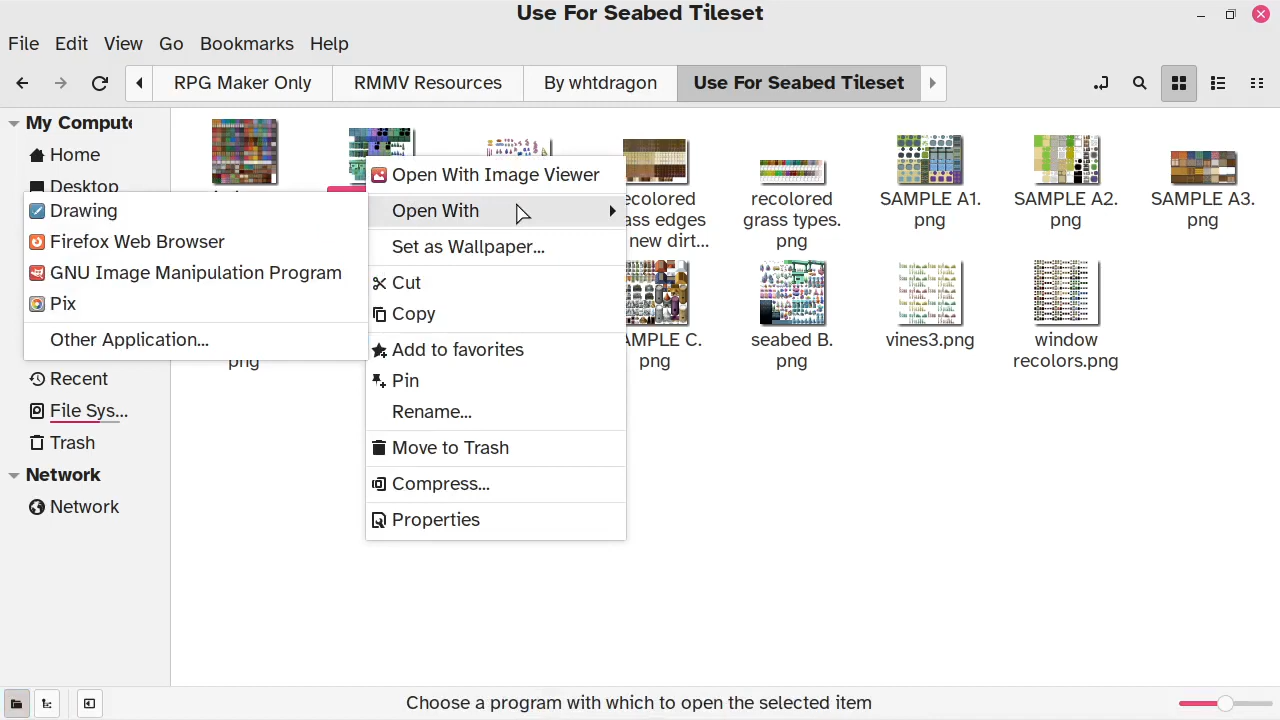 Use For Seabed Tileset
File Edit View Go Bookmarks Help
RPG Maker Only
RMMV Resources
By whtdragon
Use For Seabed Tileset
My Compute
Home
Desktop
Recent
File Sys...
Trash
Network
Network
Drawing
Firefox Web Browser
GNU Image Manipulation Program
Pix
Other Application...
Open With Image Viewer
Open With
Set as Wallpaper...
Cut
Copy
Add to favorites
Pin
Rename...
Move to Trash
Compress...
Properties
ecolored
ss edges
new dirt...
recolored
grass types.
png
SAMPLE A1.
png
SAMPLE A2.
png
SAMPLE A3.
png
png
AMPLE C.
png
seabed B.
png
vines3.png
window
recolors.png
Choose a program with which to open the selected item